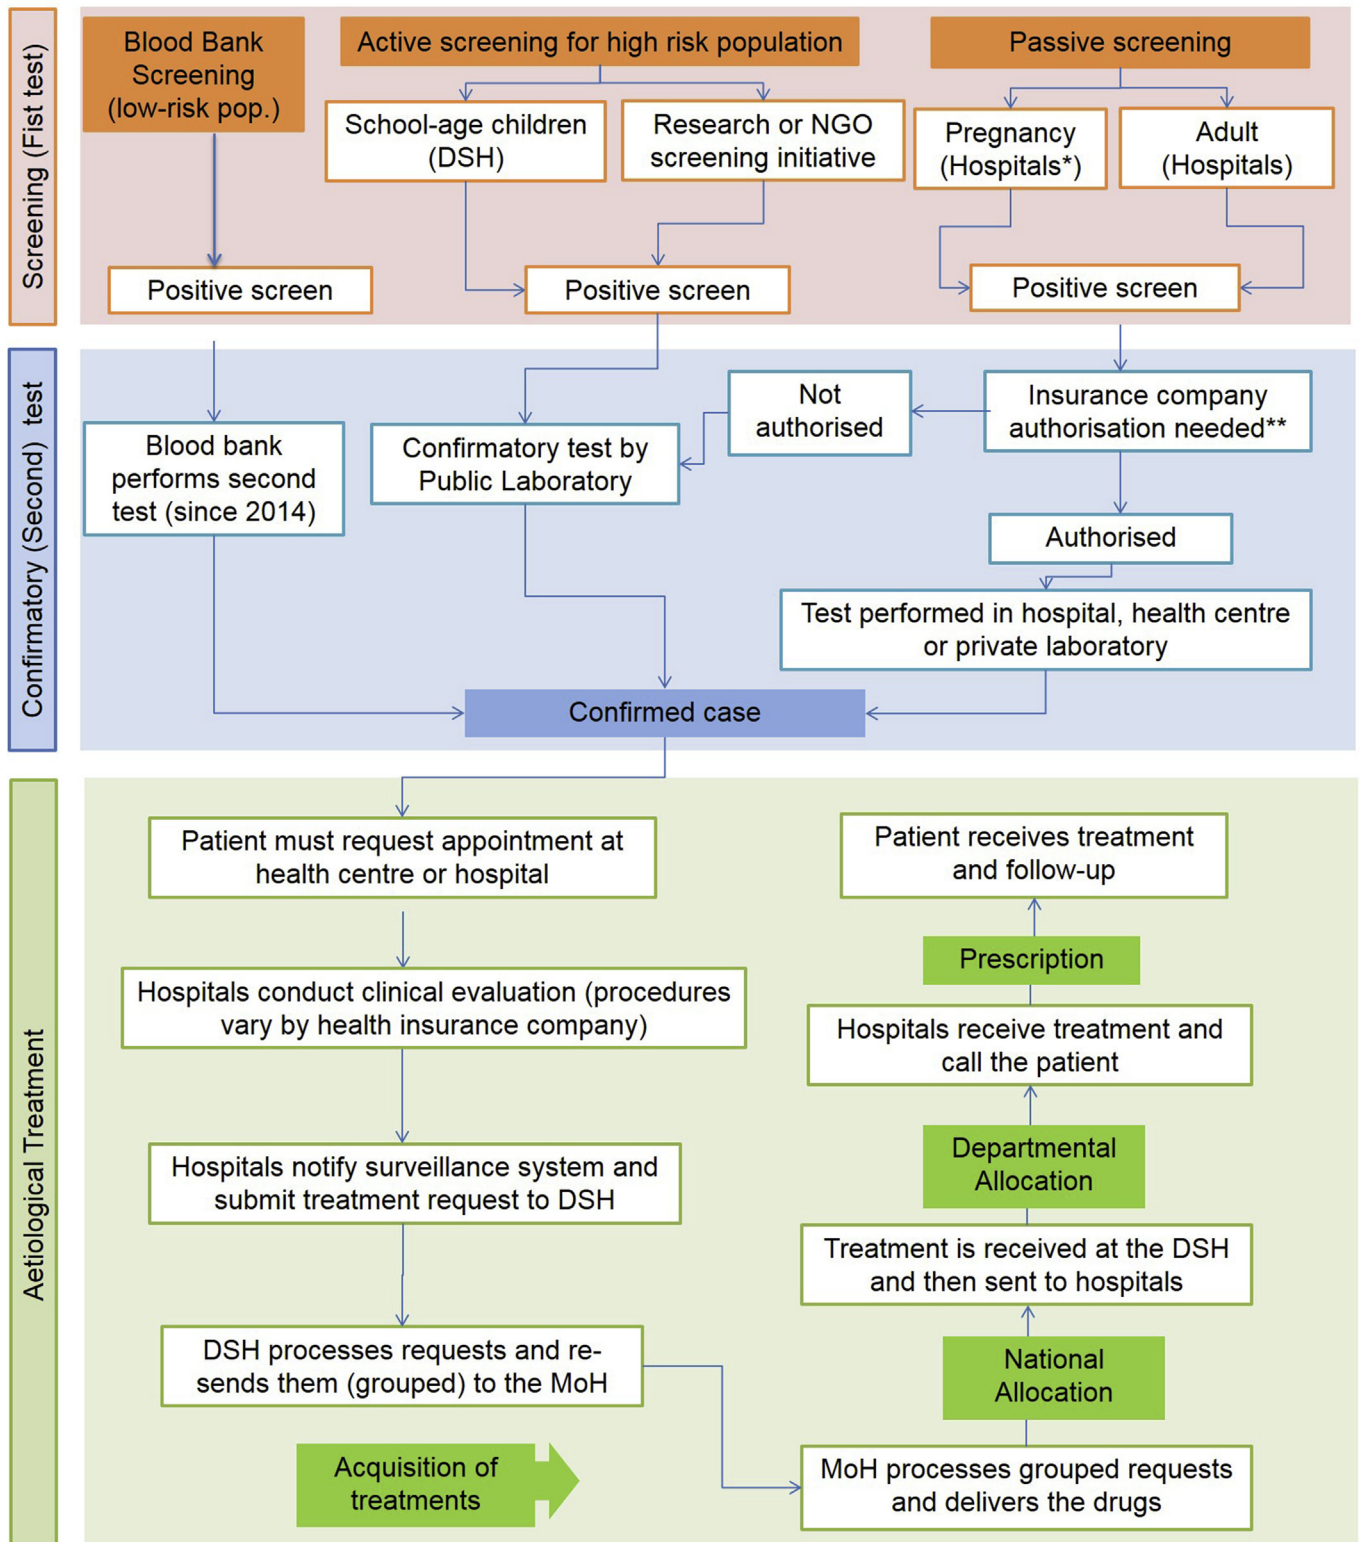 Screening (Fist test)
Blood Bank
Screening
(low-risk pop.)
Active screening for high risk population
Passive screening
School-age children
(DSH)
Research or NGO
screening initiative
Pregnancy
(Hospitals*)
Adult
(Hospitals)
Positive screen
Positive screen
Positive screen
Confirmatory (Second) test
Blood bank
performs second
test (since 2014)
Confirmatory test by
Public Laboratory
Not
authorised
Insurance company
authorisation needed**
Authorised
Test performed in hospital, health centre
or private laboratory
Confirmed case
Aetiological Treatment
Patient must request appointment at
health centre or hospital
Hospitals conduct clinical evaluation (procedures
vary by health insurance company)
Hospitals notify surveillance system and
submit treatment request to DSH
DSH processes requests and re-
sends them (grouped) to the MoH
Acquisition of
treatments
Patient receives treatment
and follow-up
Prescription
Hospitals receive treatment and
call the patient
Departmental
Allocation
Treatment is received at the DSH
and then sent to hospitals
National
Allocation
MoH processes grouped requests
and delivers the drugs